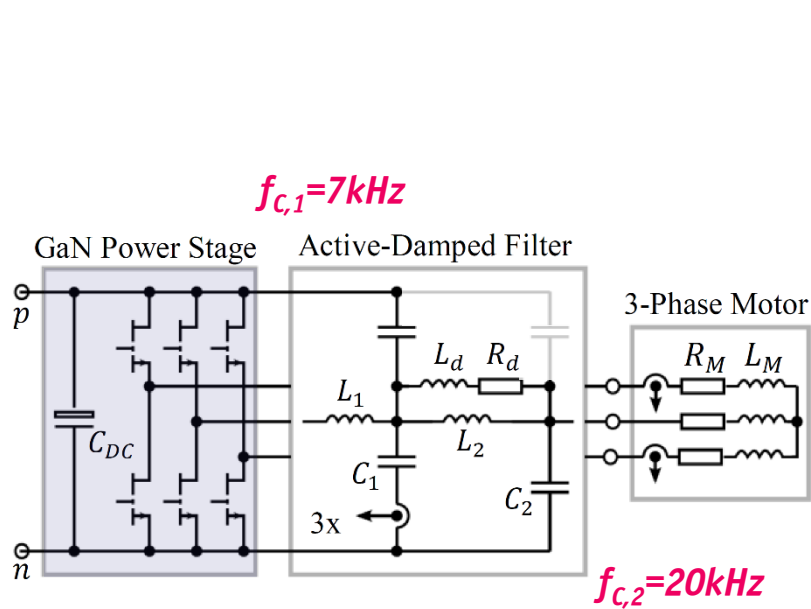 f_C,1=7kHz
GaN Power Stage
Active-Damped Filter
3-Phase Motor
p
C_DC
L_1
L_d
R_d
L_2
C_1
C_2
3x
R_M
L_M
n
f_C,2=20kHz